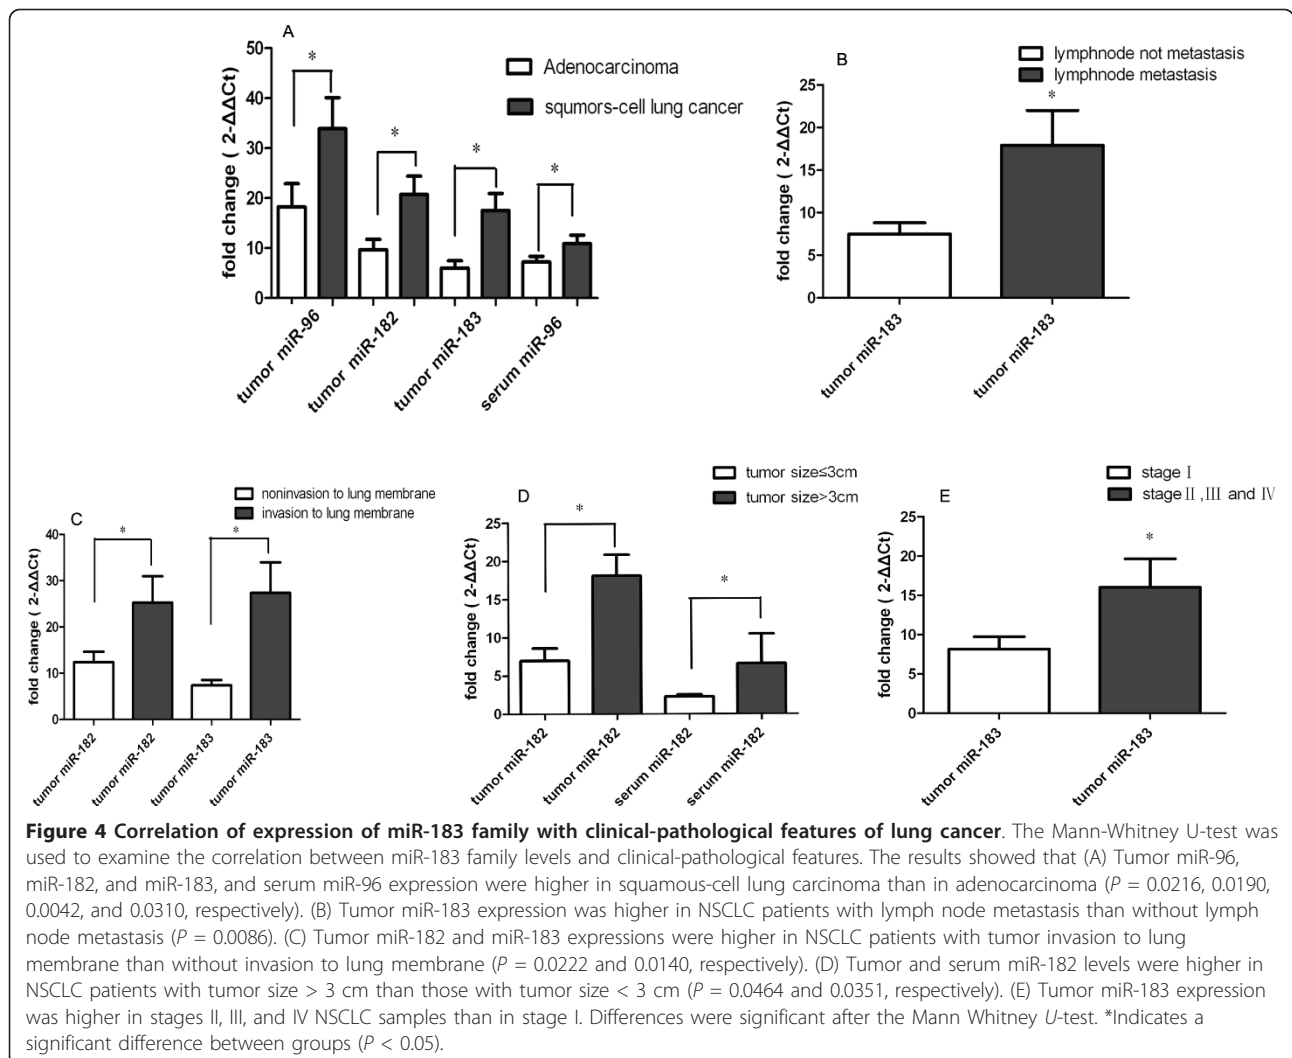 A
50
40
30
20
10
0
fold change ( 2-ΔΔCt)
*
*
*
*
Adenocarcinoma
squmors-cell lung cancer
tumor miR-96
tumor miR-182
tumor miR-183
serum miR-96
B
lymphnode not metastasis
lymphnode metastasis
25
20
15
10
5
0
fold change ( 2-ΔΔCt)
*
tumor miR-183
tumor miR-183
C
noninvasion to lung membrane
invasion to lung membrane
40
30
20
10
0
fold change ( 2-ΔΔCt)
*
*
tumor miR-182
tumor miR-182
tumor miR-183
tumor miR-183
D
tumor size≤3cm
tumor size>3cm
25
20
15
10
5
0
fold change ( 2-ΔΔCt)
*
*
tumor miR-182
tumor miR-182
serum miR-182
serum miR-182
E
stage Ⅰ
stage Ⅱ ,Ⅲ and Ⅳ
25
20
15
10
5
0
fold change ( 2-ΔΔCt)
*
tumor miR-183
tumor miR-183
Figure 4 Correlation of expression of miR-183 family with clinical-pathological features of lung cancer. The Mann-Whitney U-test was
used to examine the correlation between miR-183 family levels and clinical-pathological features. The results showed that (A) Tumor miR-96,
miR-182, and miR-183, and serum miR-96 expression were higher in squamous-cell lung carcinoma than in adenocarcinoma (P = 0.0216, 0.0190,
0.0042, and 0.0310, respectively). (B) Tumor miR-183 expression was higher in NSCLC patients with lymph node metastasis than without lymph
node metastasis (P = 0.0086). (C) Tumor miR-182 and miR-183 expressions were higher in NSCLC patients with tumor invasion to lung
membrane than without invasion to lung membrane (P = 0.0222 and 0.0140, respectively). (D) Tumor and serum miR-182 levels were higher in
NSCLC patients with tumor size > 3 cm than those with tumor size < 3 cm (P = 0.0464 and 0.0351, respectively). (E) Tumor miR-183 expression
was higher in stages II, III, and IV NSCLC samples than in stage I. Differences were significant after the Mann Whitney U-test. *Indicates a
significant difference between groups (P < 0.05).